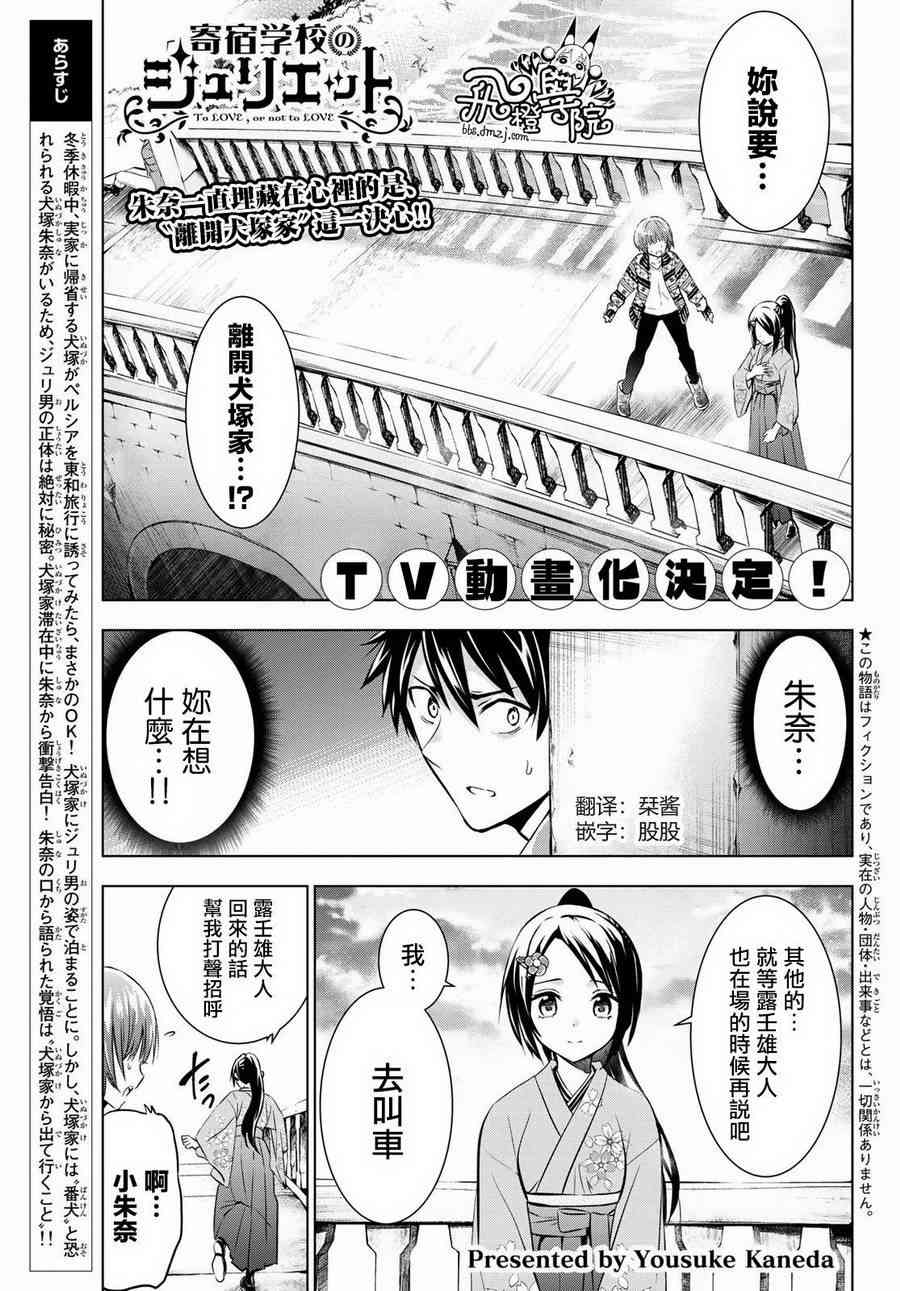 妳說要…
寄宿学校の
ジュリエット
To LOVE, or not to LOVE
飛橙學院
bbs.dmzj.com
朱奈一直埋藏在心裡的是、
〝離開犬塚家〟這一決心!!
離開犬塚家…!?
TV動畫化決定！
朱奈…
妳在想
什麼…!!
翻译：栞酱
嵌字：股股
其他的…
就等露壬雄大人
也在場的時候再說吧
我…
去叫車
露壬雄大人
回來的話
幫我打聲招呼
啊…
小朱奈
Presented by Yousuke Kaneda
★この物語はフィクションであり、実在の人物・団体・出来事などとは、一切関係ありません。
あらすじ
冬季休暇中、実家に帰省する犬塚がペルシアを東和旅行に誘ってみたら、まさかのOK！ 犬塚家にジュリ男の姿で泊まることに。しかし、犬塚家には〝番犬〟と恐
れられる犬塚朱奈がいるため、ジュリ男の正体は絶対に秘密。犬塚家滞在中に朱奈から衝撃告白！ 朱奈の口から語られた覚悟は〝犬塚家から出て行くこと〟!!